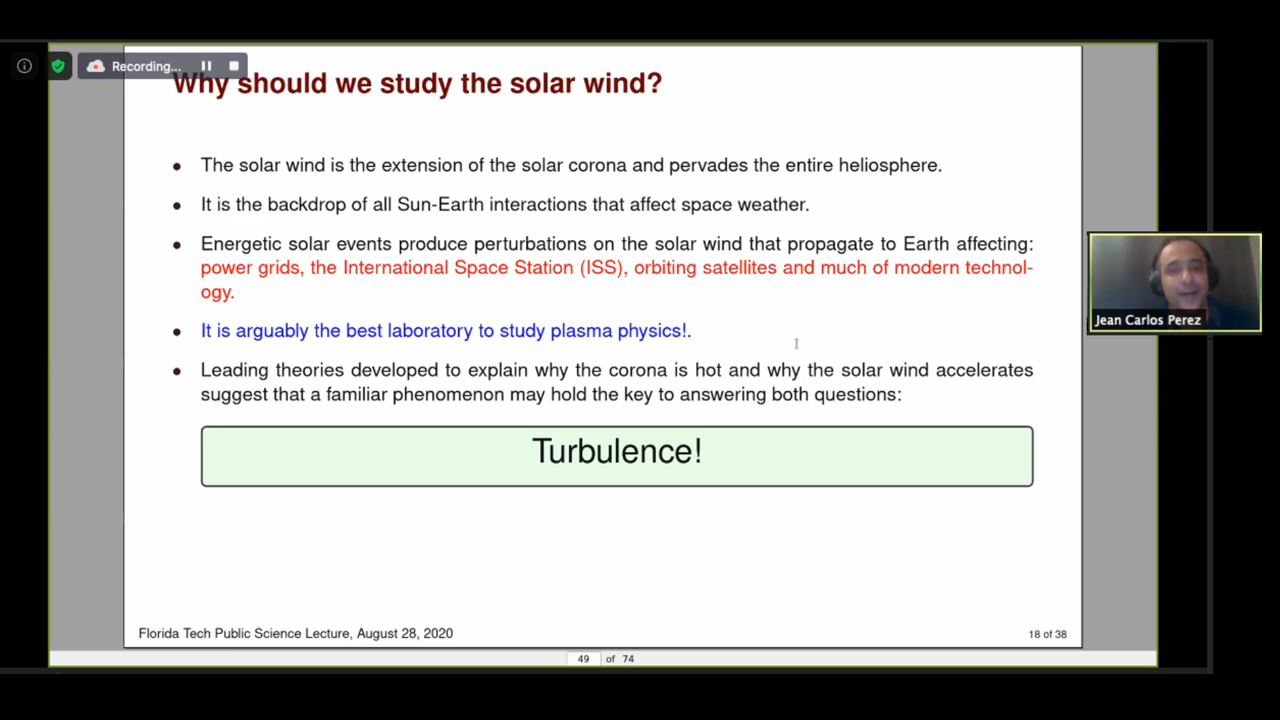 Recording...
Why should we study the solar wind?
• The solar wind is the extension of the solar corona and pervades the entire heliosphere.
• It is the backdrop of all Sun-Earth interactions that affect space weather.
• Energetic solar events produce perturbations on the solar wind that propagate to Earth affecting:
power grids, the International Space Station (ISS), orbiting satellites and much of modern technol-
ogy.
• It is arguably the best laboratory to study plasma physics!.
• Leading theories developed to explain why the corona is hot and why the solar wind accelerates
suggest that a familiar phenomenon may hold the key to answering both questions:
Turbulence!
Jean Carlos Perez
Florida Tech Public Science Lecture, August 28, 2020
18 of 38
49 of 74